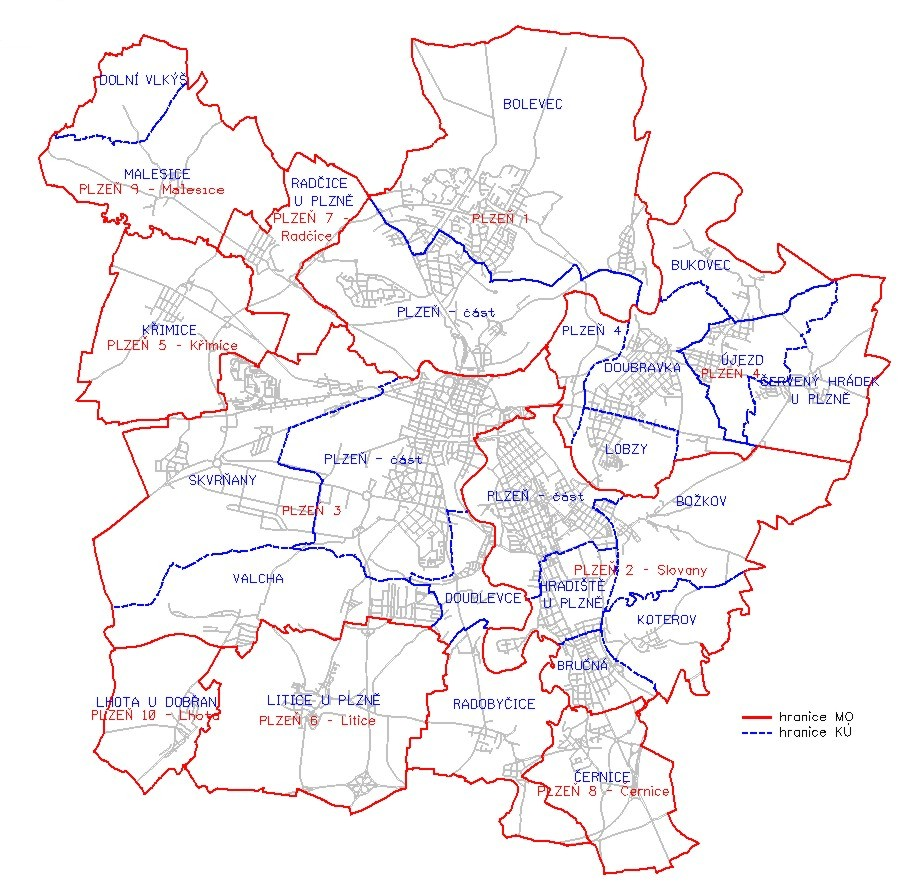 DOLNÍ VLKÝŠ
BOLEVEC
MALESICE
PLZEŇ 9 - Malesice
RADČICE
U PLZNĚ
PLZEŇ 7 -
Radčice
PLZEŇ 1
BUKOVEC
KŘIMICE
PLZEŇ 5 - Křimice
PLZEŇ - část
PLZEŇ 4
DOUBRAVKA
ÚJEZD
PLZEŇ 4
ČERVENÝ HRÁDEK
U PLZNĚ
LOBZY
PLZEŇ - část
SKVRŇANY
PLZEŇ 3
PLZEŇ - část
BOŽKOV
VALCHA
DOUDLEVCE
HRADIŠTĚ
U PLZNĚ
PLZEŇ 2 - Slovany
KOTEROV
BRUČNÁ
LHOTA U DOBŘAN
PLZEŇ 10 - Lhota
LITICE U PLZNĚ
PLZEŇ 6 - Litice
RADOBYČICE
hranice MO
hranice KÚ
ČERNICE
PLZEŇ 8 - Černice